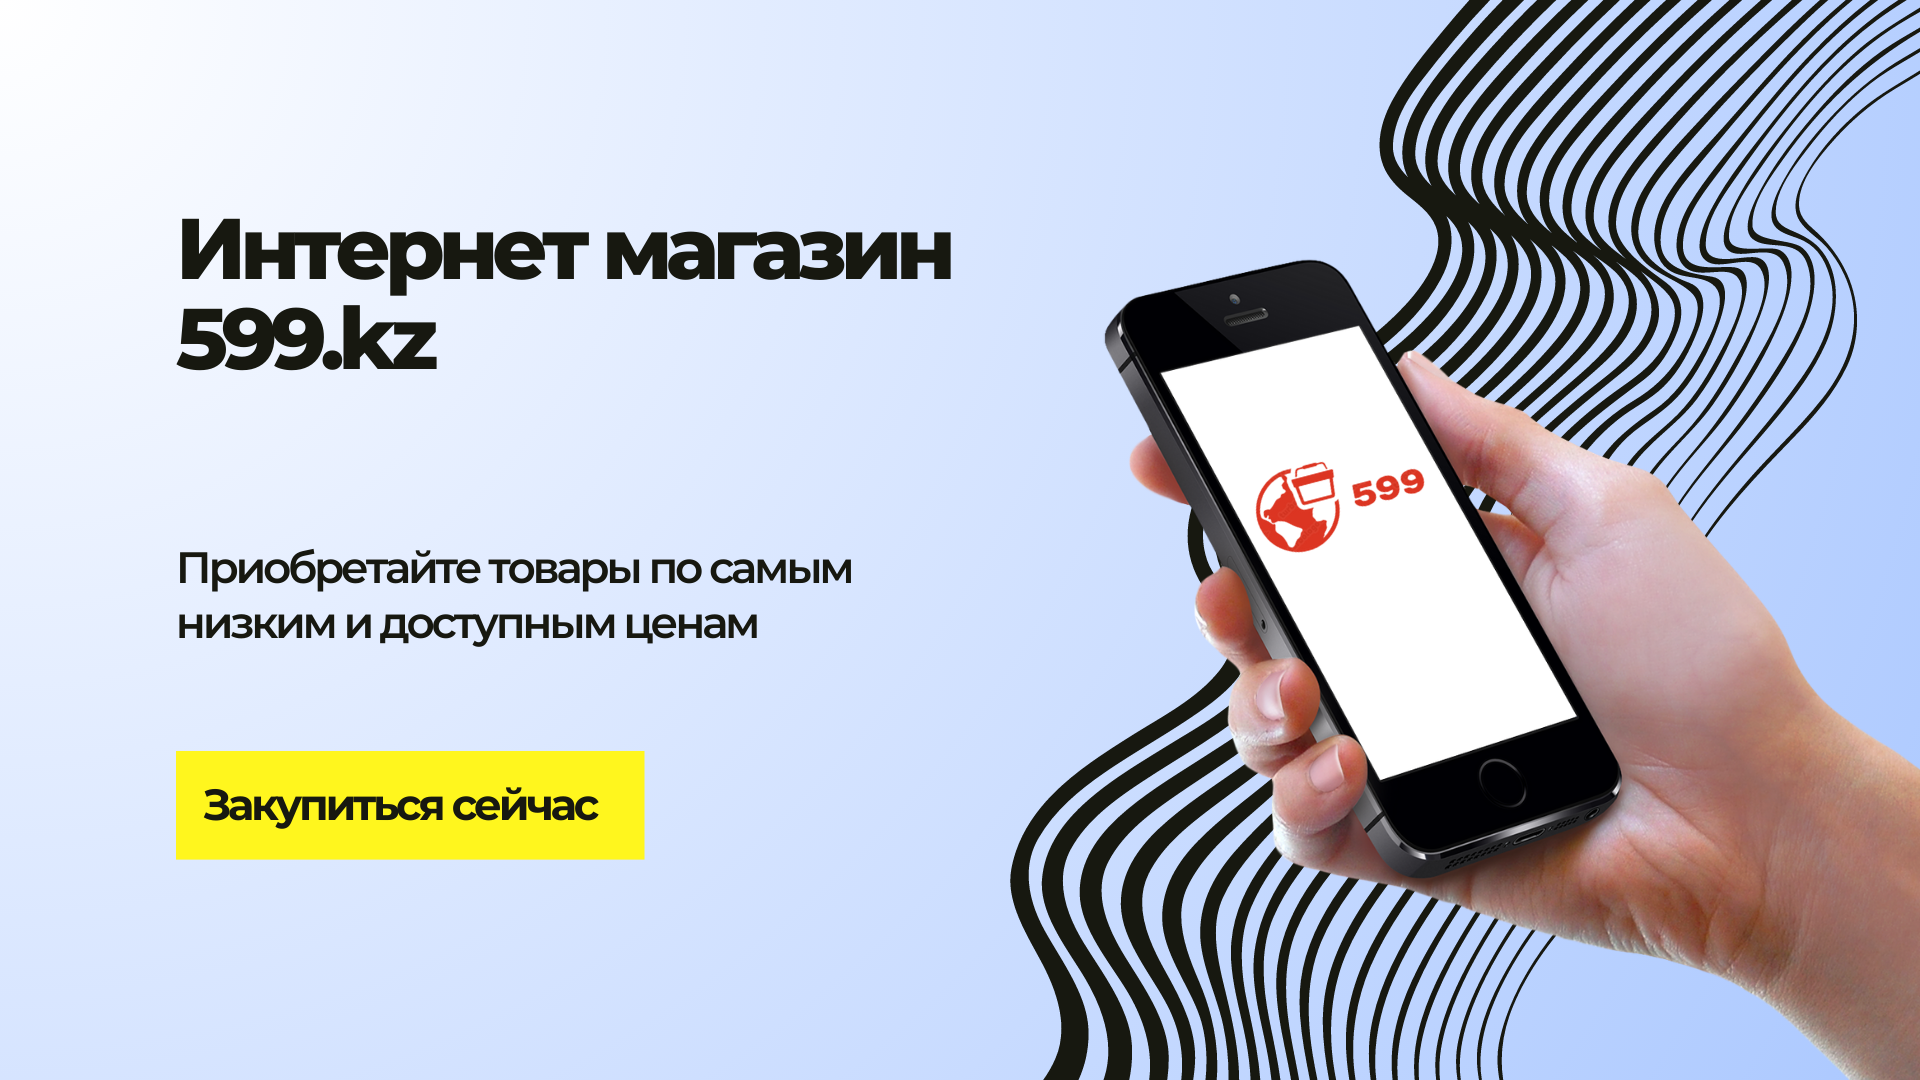 Интернет магазин
599.kz
Приобретайте товары по самым
низким и доступным ценам
Закупиться сейчас
599